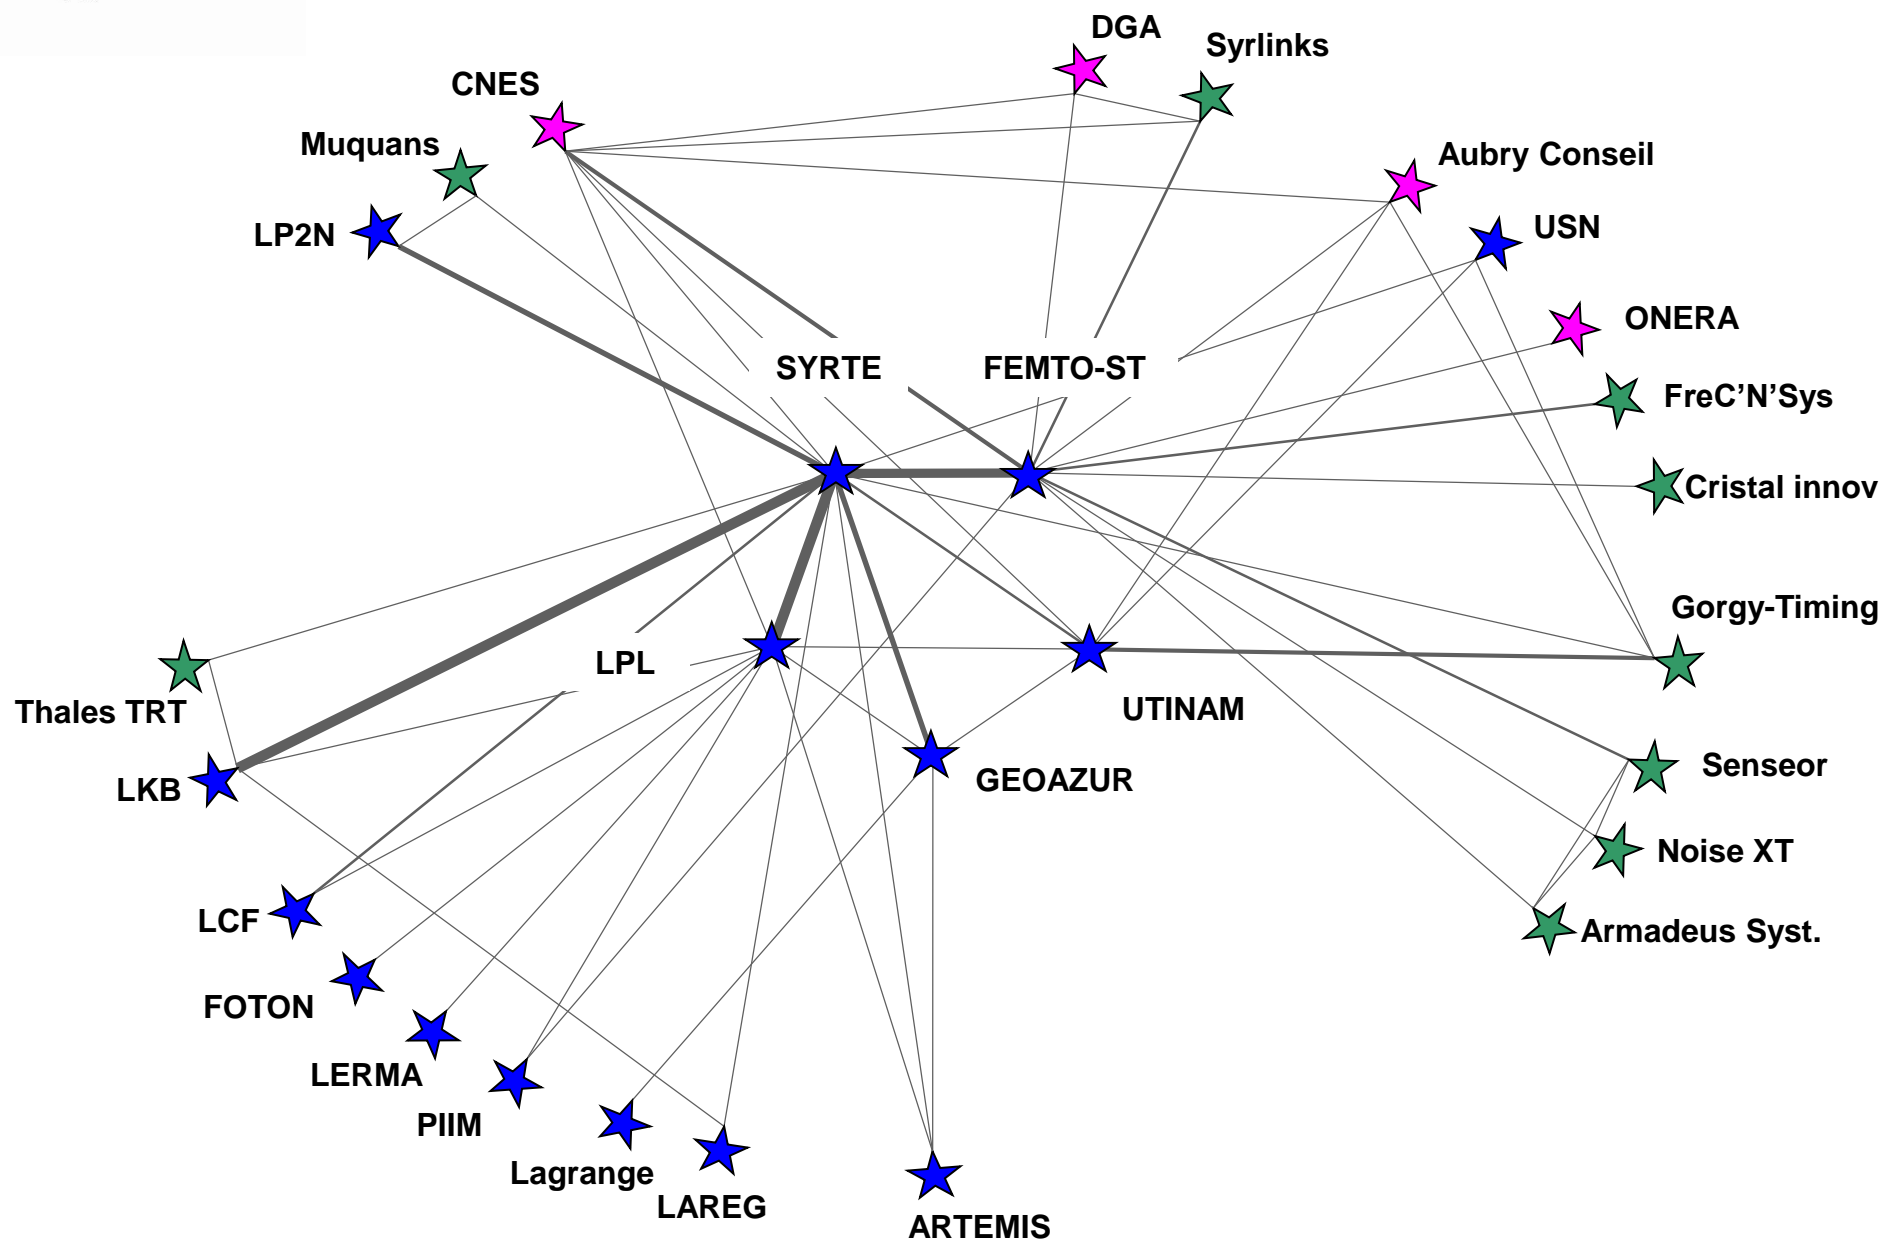 DGA
Syrlinks
CNES
Muquans
Aubry Conseil
LP2N
USN
ONERA
SYRTE
FEMTO-ST
FreC’N’Sys
Cristal innov
Gorgy-Timing
LPL
Thales TRT
UTINAM
Senseor
GEOAZUR
LKB
Noise XT
LCF
Armadeus Syst.
FOTON
LERMA
PIIM
Lagrange
LAREG
ARTEMIS